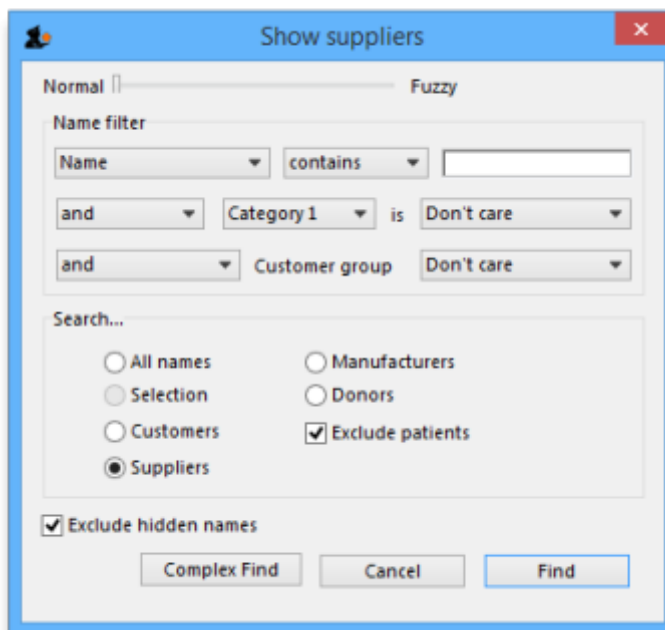 Show suppliers
Normal Fuzzy
Name filter
Name contains
and Category 1 is Don't care
and Customer group Don't care
Search...
All names Manufacturers
Selection Donors
Customers Exclude patients
Suppliers
Exclude hidden names
Complex Find Cancel Find